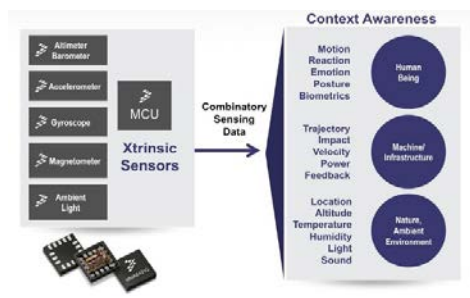 Context Awareness
Altimeter
Barometer
Accelerometer
Gyroscope
Magnetometer
Ambient
Light
MCU
Xtrinsic
Sensors
Combinatory
Sensing
Data
Motion
Reaction
Emotion
Posture
Biometrics
Human
Being
Trajectory
Impact
Velocity
Power
Feedback
Machine/
Infrastructure
Location
Altitude
Temperature
Humidity
Light
Sound
Nature,
Ambient
Environment